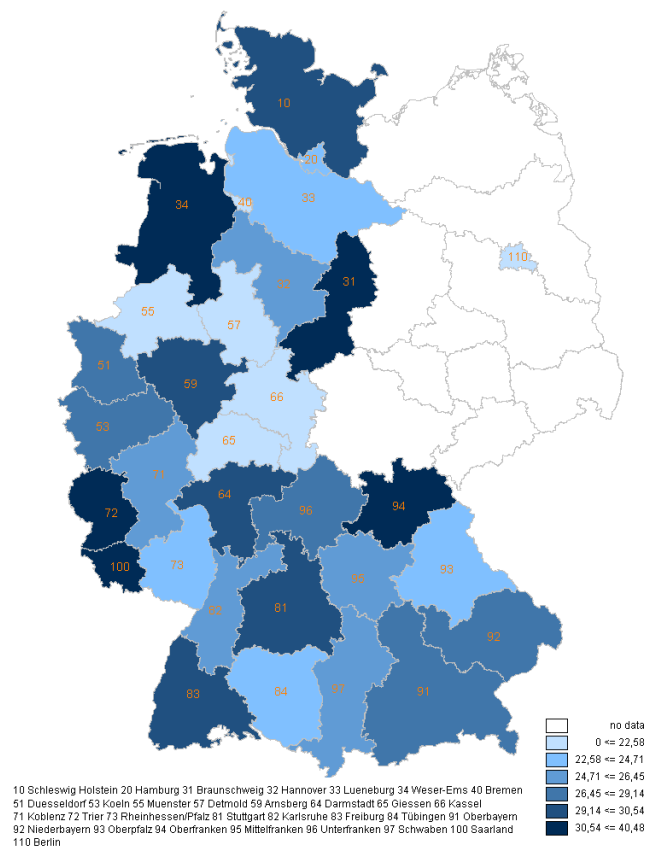 10
20
33
40
34
110
32
31
55
57
51
59
66
53
65
71
64
72
96
94
100
73
95
93
82
81
92
83
84
97
91
no data
0 <= 22,58
22,58 <= 24,71
24,71 <= 26,45
26,45 <= 29,14
29,14 <= 30,54
30,54 <= 40,48
10 Schleswig Holstein 20 Hamburg 31 Braunschweig 32 Hannover 33 Lueneburg 34 Weser-Ems 40 Bremen
51 Duesseldorf 53 Koeln 55 Muenster 57 Detmold 59 Arnsberg 64 Darmstadt 65 Giessen 66 Kassel
71 Koblenz 72 Trier 73 Rheinhessen/Pfalz 81 Stuttgart 82 Karlsruhe 83 Freiburg 84 Tübingen 91 Oberbayern
92 Niederbayern 93 Oberpfalz 94 Oberfranken 95 Mittelfranken 96 Unterfranken 97 Schwaben 100 Saarland
110 Berlin